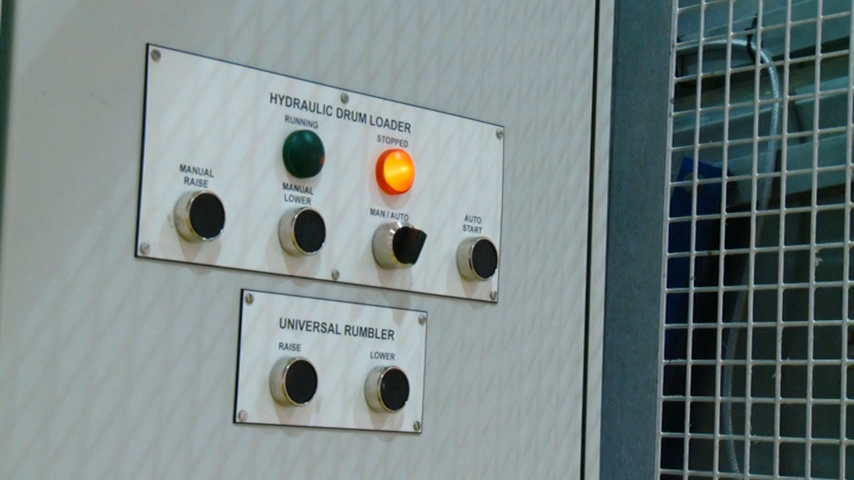 HYDRAULIC DRUM LOADER
RUNNING
STOPPED
MANUAL
RAISE
MANUAL
LOWER
MAN / AUTO
AUTO
START
UNIVERSAL RUMBLER
RAISE
LOWER